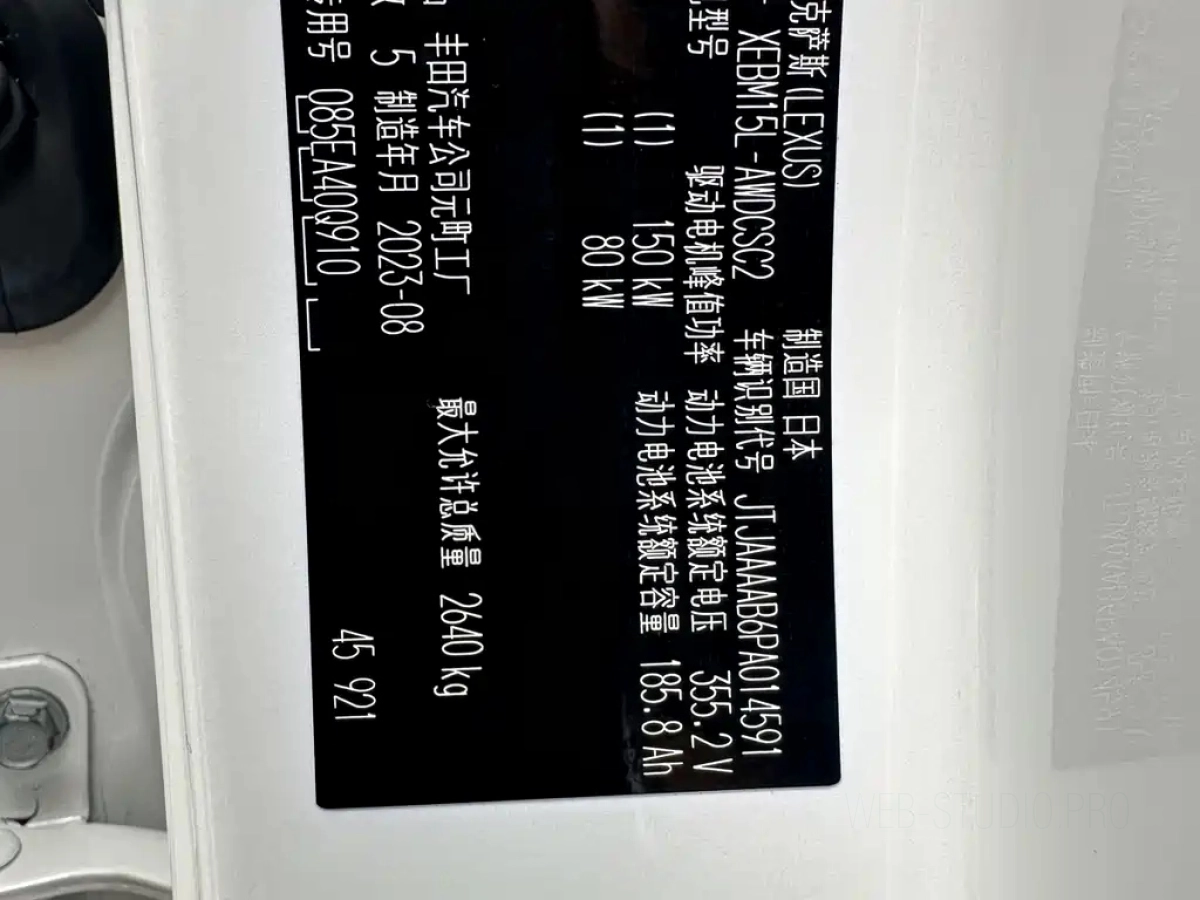 克萨斯(LEXUS) 制造国 日本
XEBM15L-AWDCSC2 车辆识别代号 JTJAAAAB6PA014591
型号 驱动电机峰值功率 动力电池系统额定电压 355.2 V
(1) 150 kW 动力电池系统额定容量 185.8 Ah
(1) 80 kW
丰田汽车公司元町工厂 最大允许总质量 2640 kg
5 制造年月 2023-08
用号 085EA40Q910 45 921
WEB-STUDIO.PRO